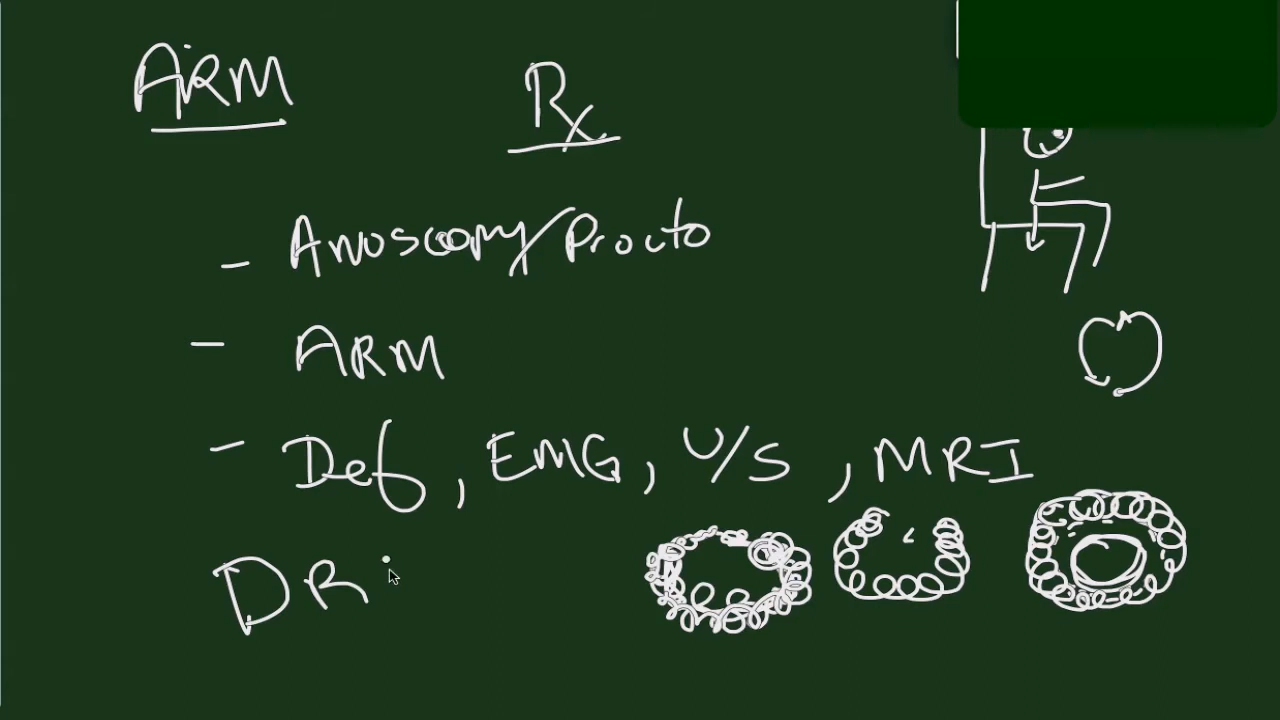 ARM
Rx
- Anoscopy/Procto
- ARM
- Def, EMG, U/S, MRI
DR